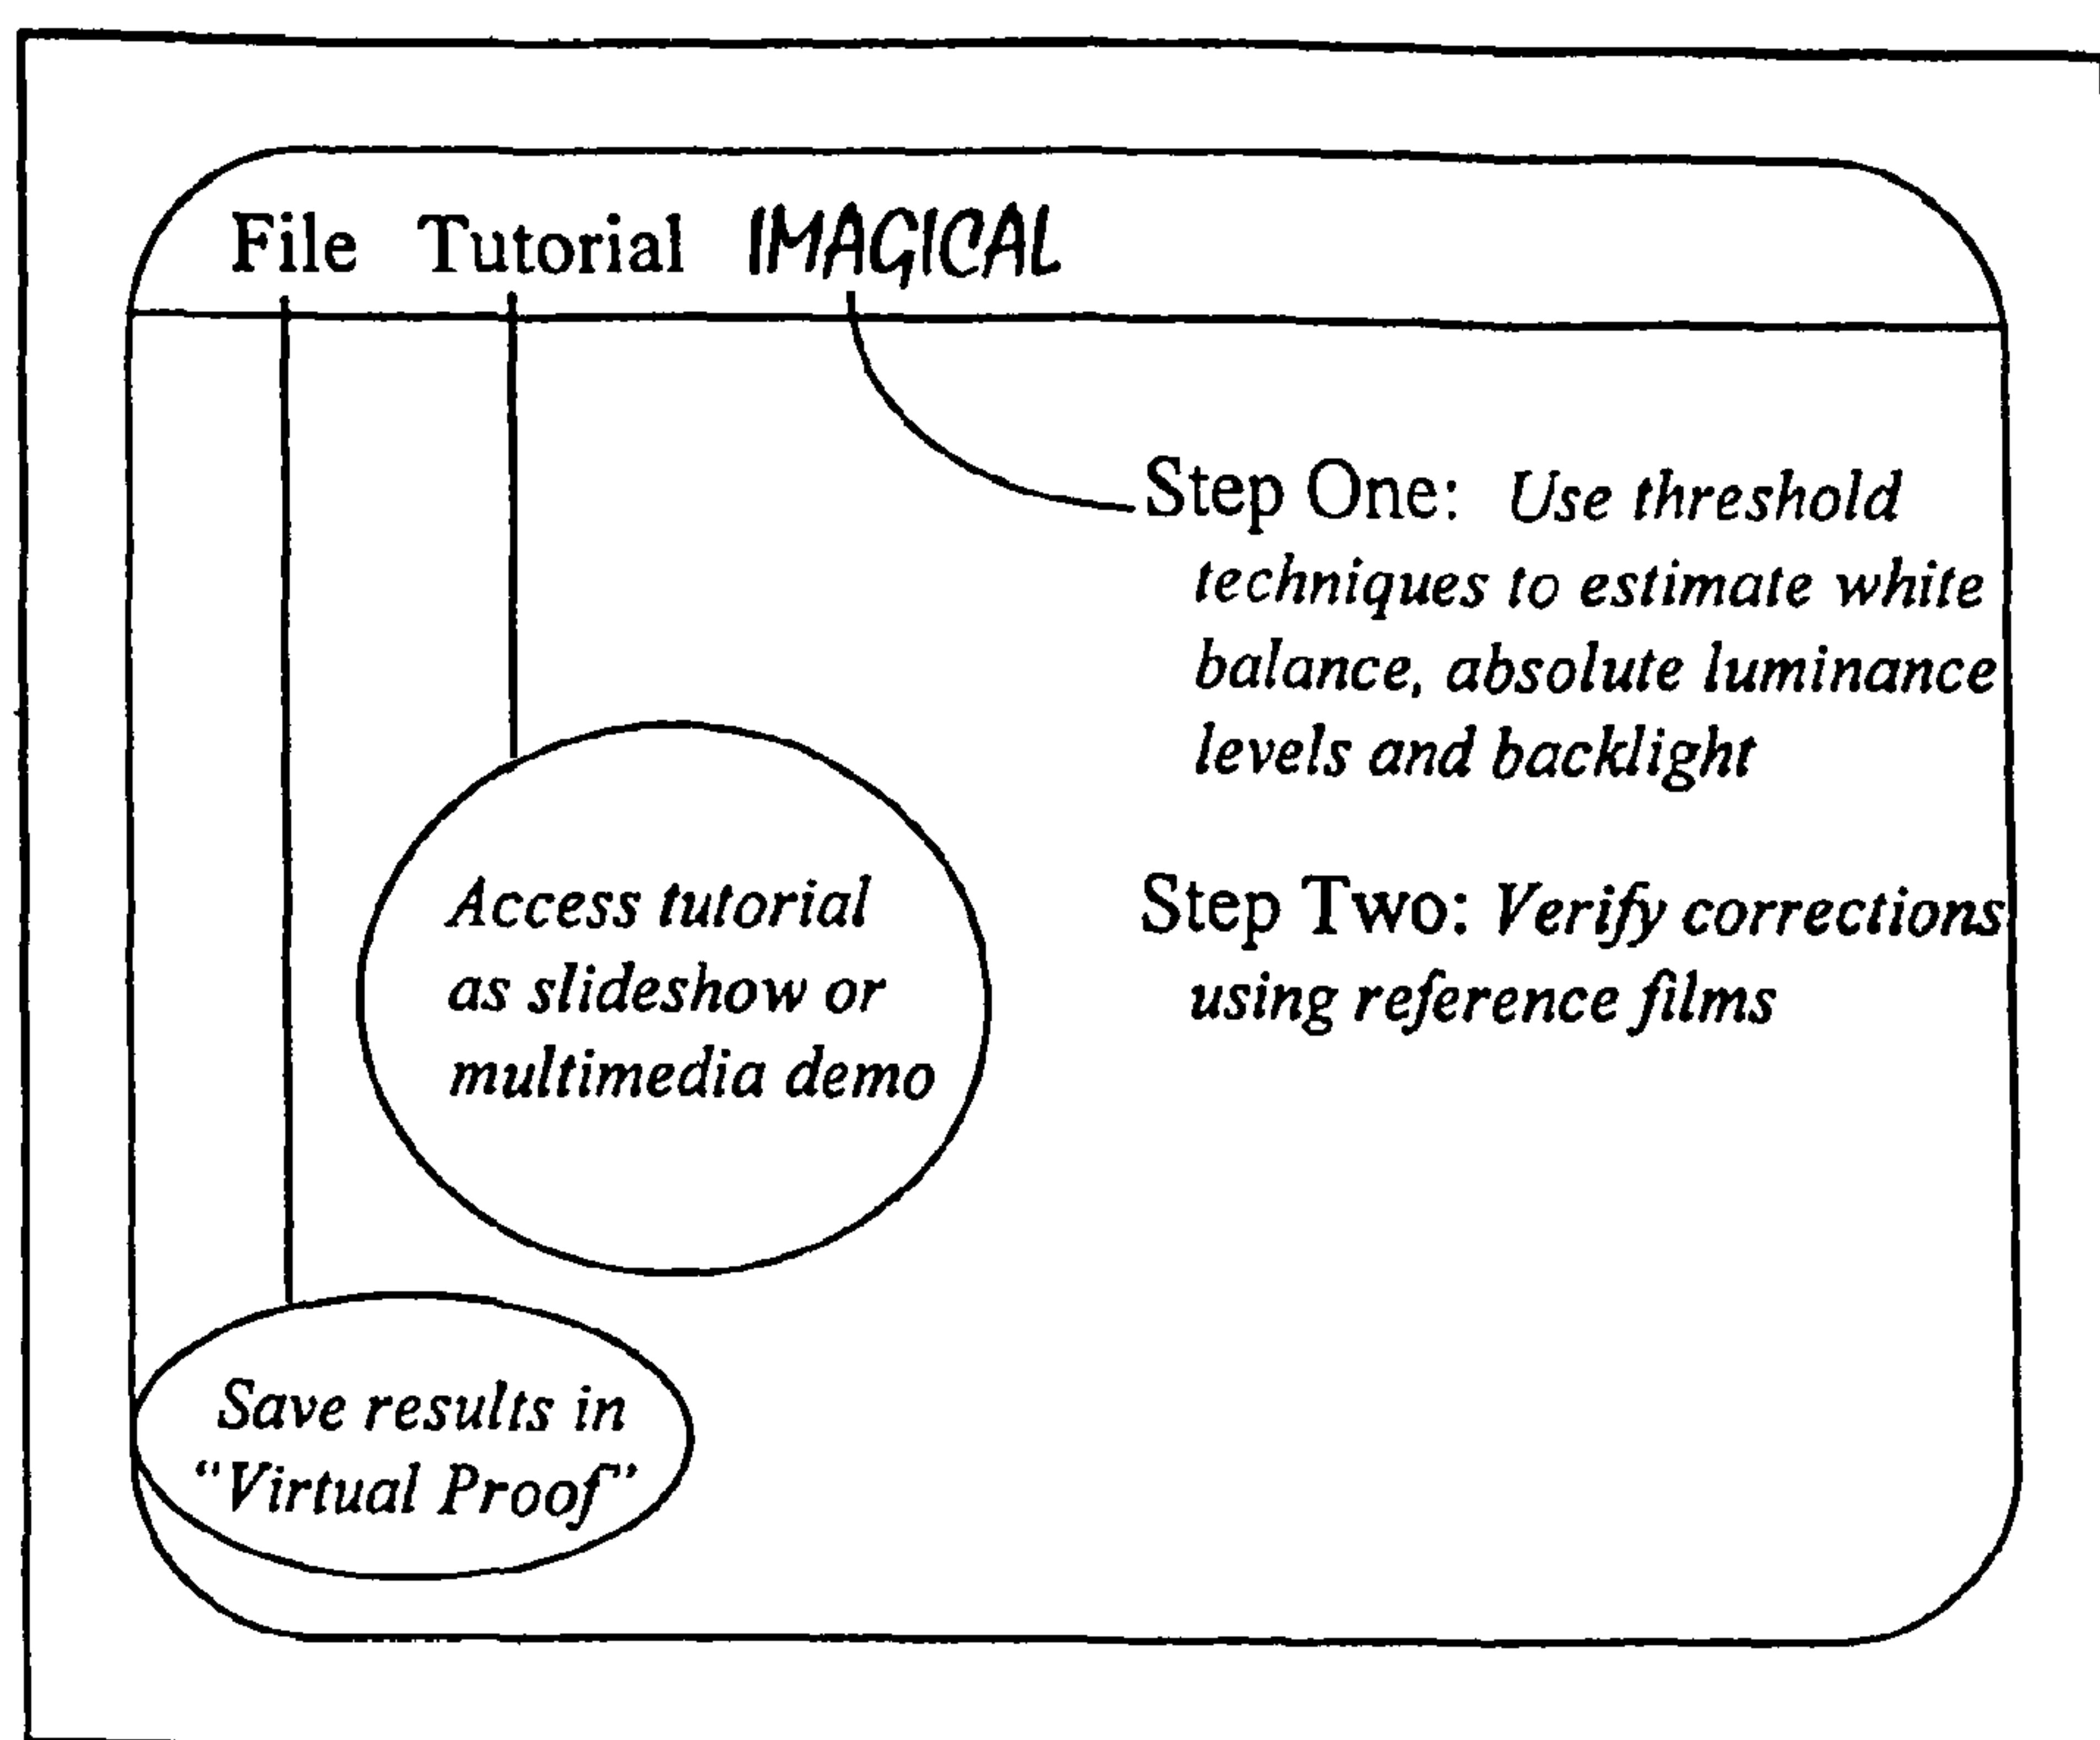 File Tutorial IMAGICAL
Step One: Use threshold
techniques to estimate white
balance, absolute luminance
levels and backlight
Step Two: Verify corrections
using reference films
Access tutorial
as slideshow or
multimedia demo
Save results in
“Virtual Proof”